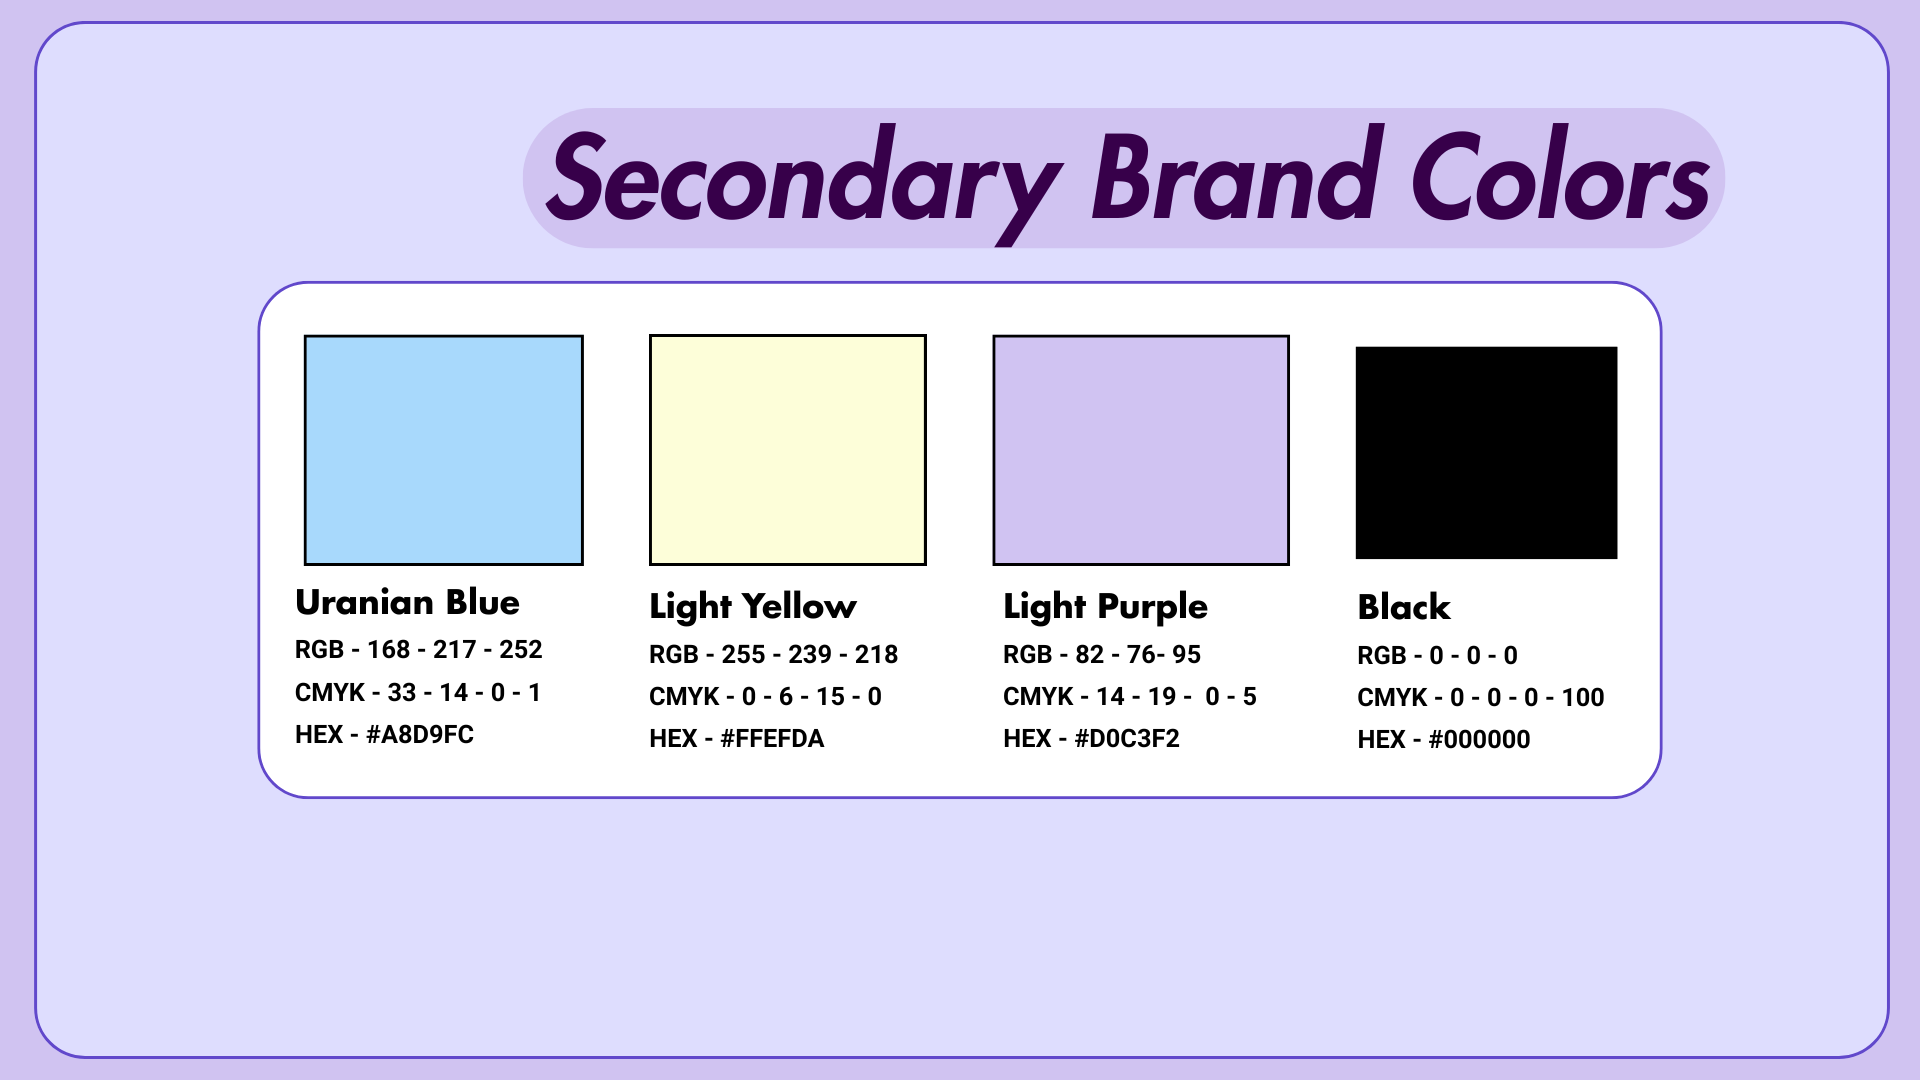 Secondary Brand Colors
Uranian Blue
RGB - 168 - 217 - 252
CMYK - 33 - 14 - 0 - 1
HEX - #A8D9FC
Light Yellow
RGB - 255 - 239 - 218
CMYK - 0 - 6 - 15 - 0
HEX - #FFEFDA
Light Purple
RGB - 82 - 76- 95
CMYK - 14 - 19 -  0 - 5
HEX - #D0C3F2
Black
RGB - 0 - 0 - 0
CMYK - 0 - 0 - 0 - 100
HEX - #000000